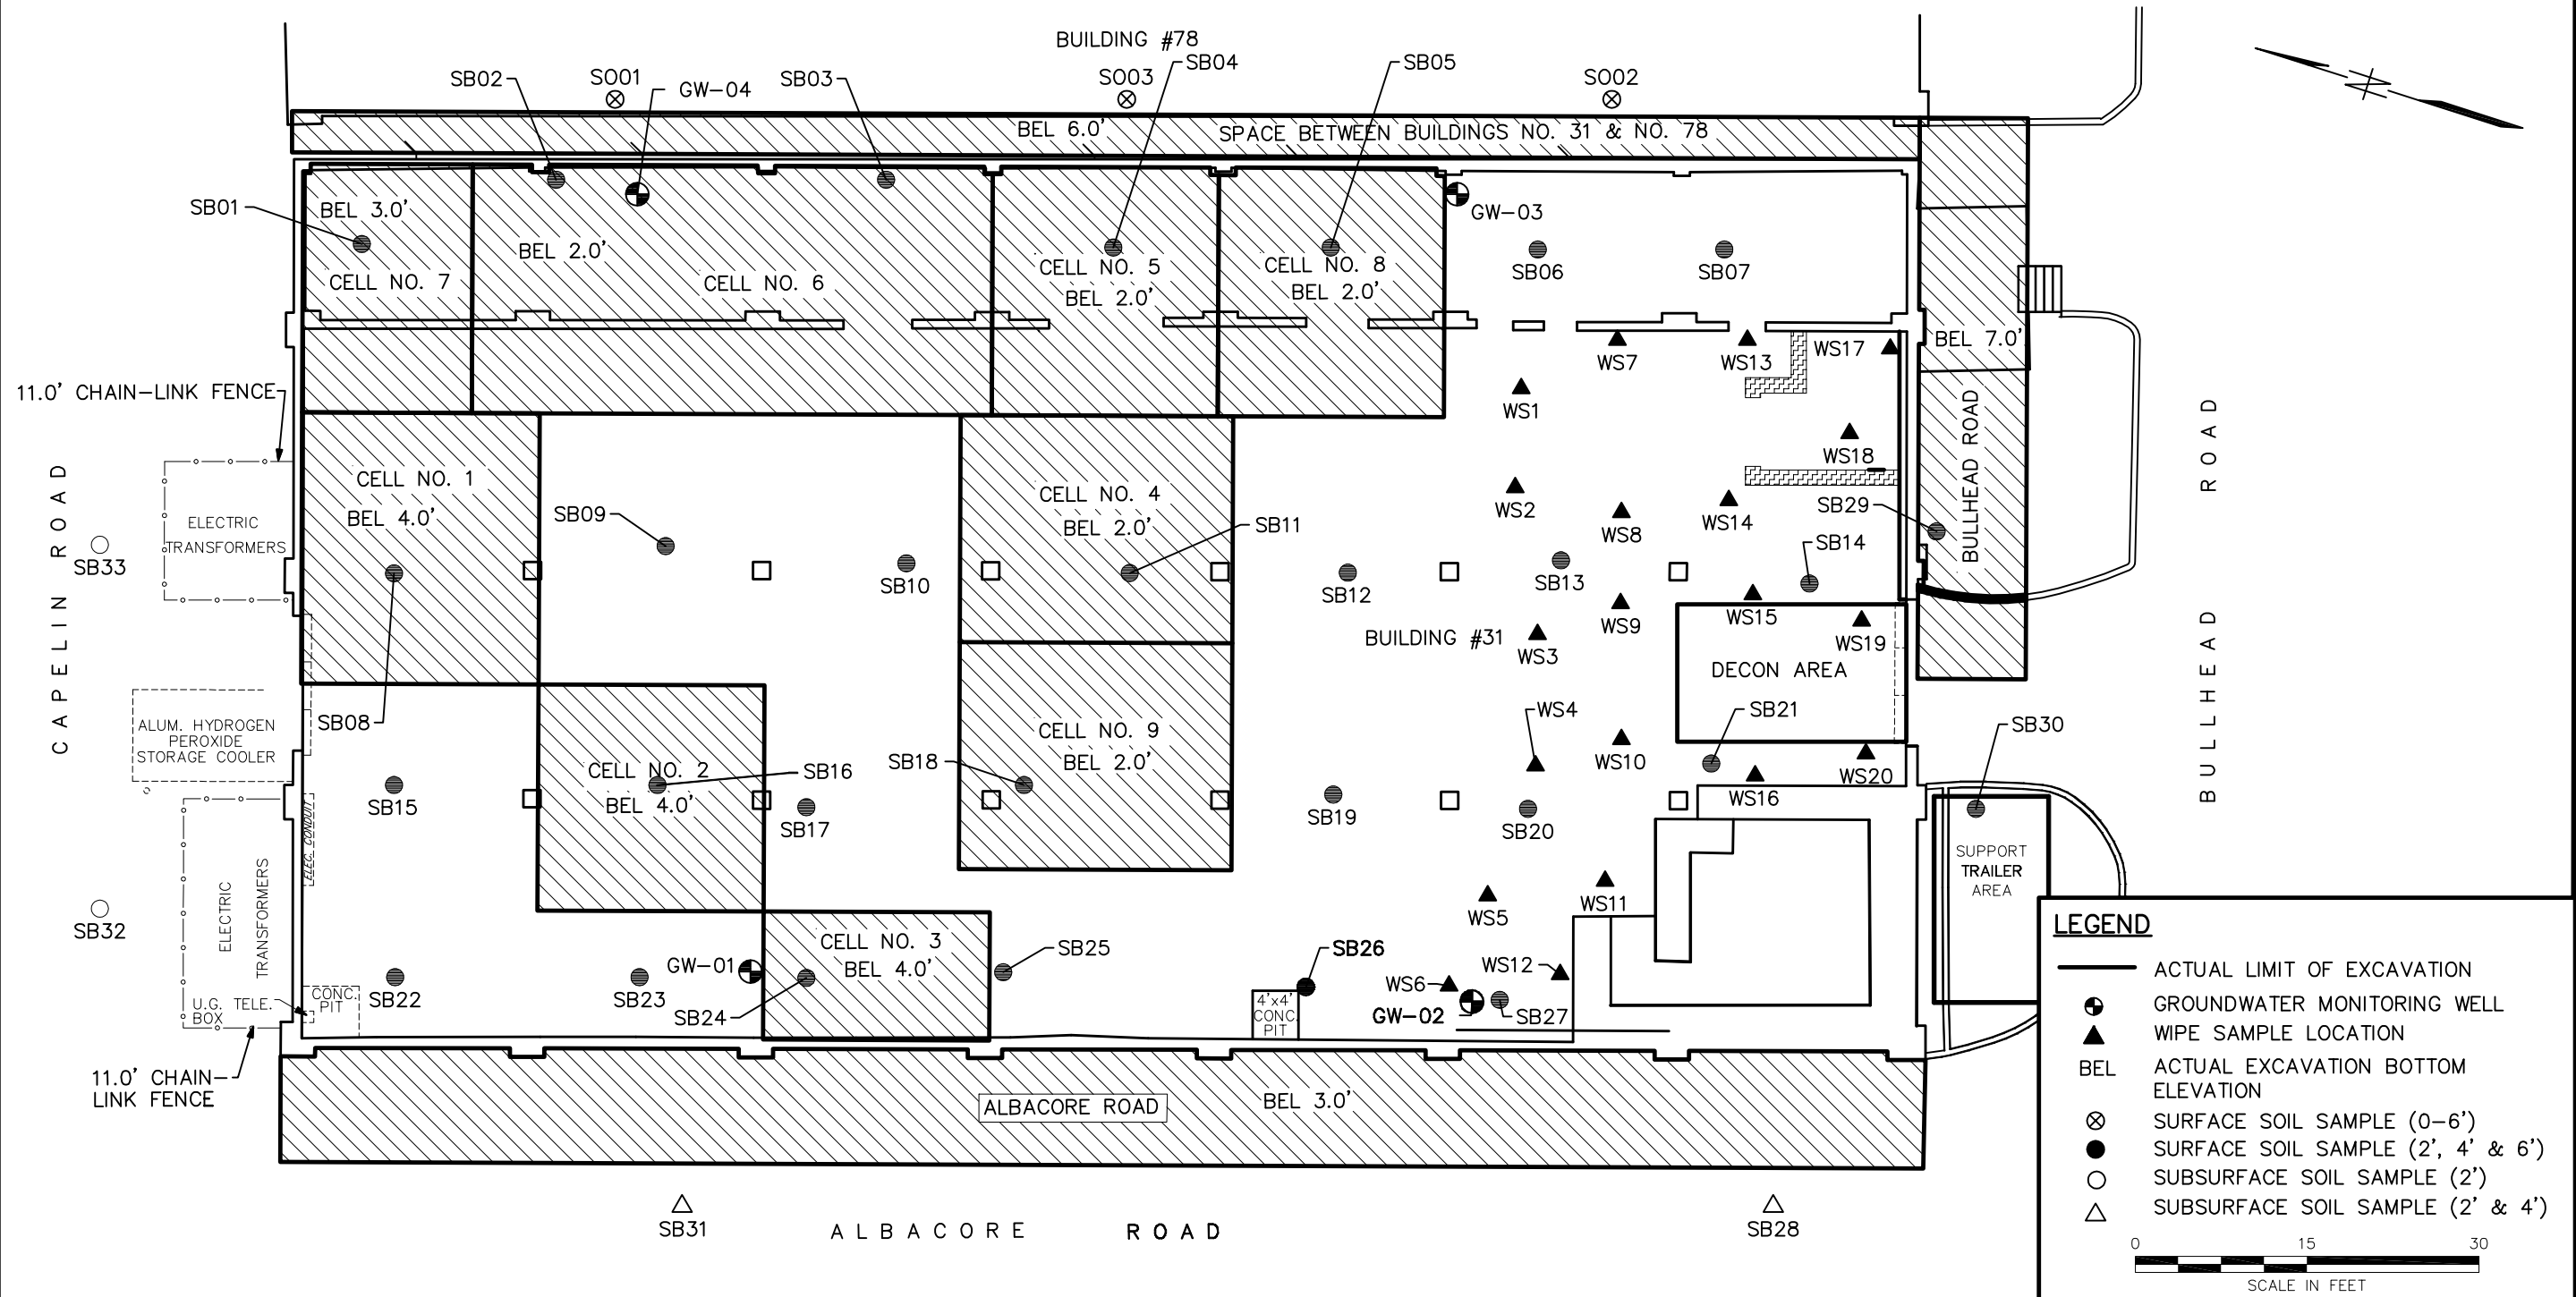 BUILDING #78
SB02
SO01
GW-04
SB03
SO03
SB04
SB05
SO02
BEL 6.0'
SPACE BETWEEN BUILDINGS NO. 31 & NO. 78
SB01
BEL 3.0'
CELL NO. 7
BEL 2.0'
CELL NO. 6
CELL NO. 5
BEL 2.0'
CELL NO. 8
BEL 2.0'
GW-03
SB06
SB07
WS7
WS13
WS17
BEL 7.0'
11.0' CHAIN-LINK FENCE
WS1
WS18
BULLHEAD ROAD
CAPELIN ROAD
BULLHEAD ROAD
CELL NO. 1
BEL 4.0'
SB09
CELL NO. 4
BEL 2.0'
SB11
WS2
WS8
WS14
SB29
SB14
ELECTRIC
TRANSFORMERS
SB33
SB10
SB12
SB13
WS9
WS15
WS19
BUILDING #31
WS3
DECON AREA
SB08
ALUM. HYDROGEN
PEROXIDE
STORAGE COOLER
CELL NO. 2
BEL 4.0'
SB16
SB18
CELL NO. 9
BEL 2.0'
WS4
WS10
SB21
WS20
WS16
SB30
SB15
SB17
SB19
SB20
ELEC. CONDUIT
SUPPORT
TRAILER
AREA
SB32
ELECTRIC
TRANSFORMERS
WS5
WS11
CELL NO. 3
BEL 4.0'
SB25
SB26
WS12
GW-01
WS6
U.G. TELE.
BOX
CONC.
PIT
SB22
SB23
SB24
4'x4'
CONC.
PIT
GW-02
SB27
11.0' CHAIN-
LINK FENCE
ALBACORE ROAD
BEL 3.0'
SB31
ALBACORE ROAD
SB28
LEGEND
ACTUAL LIMIT OF EXCAVATION
GROUNDWATER MONITORING WELL
WIPE SAMPLE LOCATION
BEL ACTUAL EXCAVATION BOTTOM
ELEVATION
SURFACE SOIL SAMPLE (0-6')
SURFACE SOIL SAMPLE (2', 4' & 6')
SUBSURFACE SOIL SAMPLE (2')
SUBSURFACE SOIL SAMPLE (2' & 4')
0 15 30
SCALE IN FEET